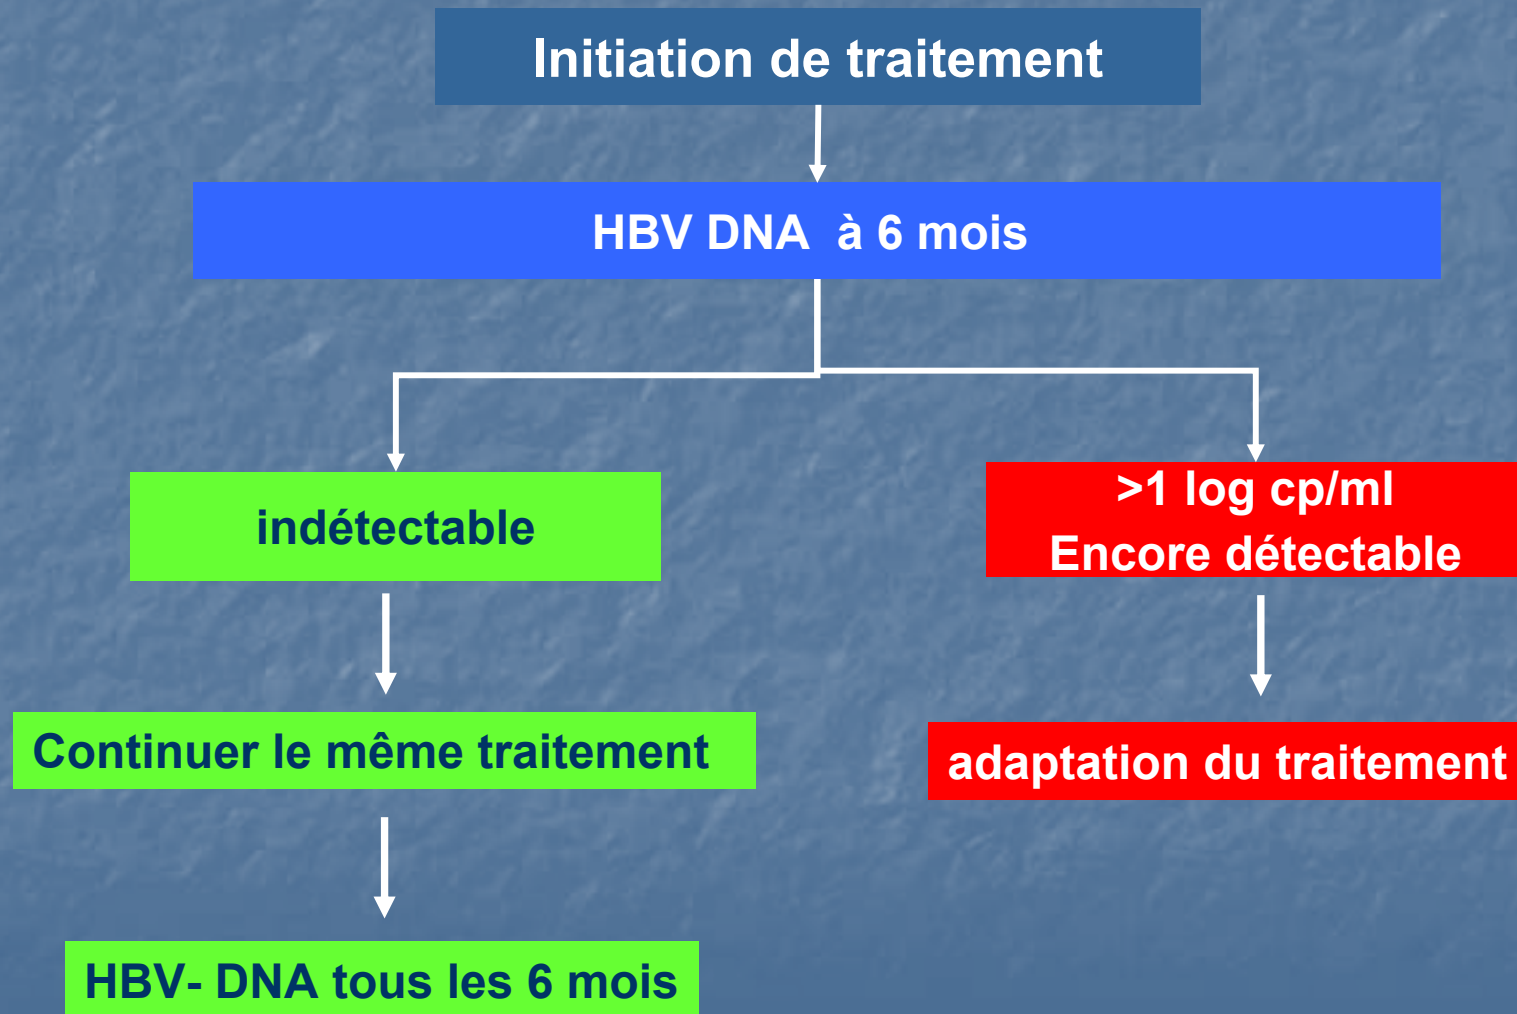 Initiation de traitement
HBV DNA à 6 mois
indétectable
>1 log cp/ml
Encore détectable
Continuer le même traitement
adaptation du traitement
HBV- DNA tous les 6 mois